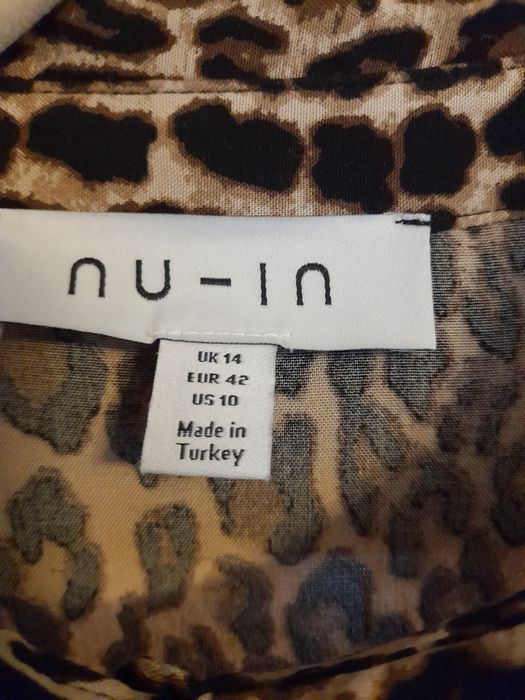 nu-in
UK 14
EUR 42
US 10
Made in
Turkey